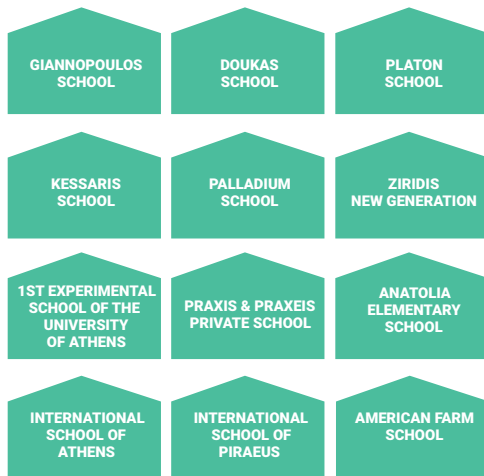 GIANNOPOULOS
SCHOOL
DOUKAS
SCHOOL
PLATON
SCHOOL
KESSARIS
SCHOOL
PALLADIUM
SCHOOL
ZIRIDIS
NEW GENERATION
1ST EXPERIMENTAL
SCHOOL OF THE
UNIVERSITY
OF ATHENS
PRAXIS & PRAXEIS
PRIVATE SCHOOL
ANATOLIA
ELEMENTARY
SCHOOL
INTERNATIONAL
SCHOOL OF
ATHENS
INTERNATIONAL
SCHOOL OF
PIRAEUS
AMERICAN FARM
SCHOOL